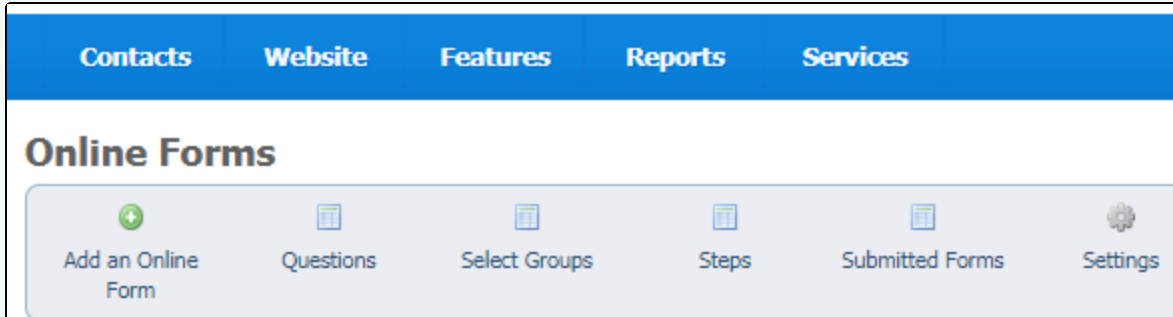 Contacts Website Features Reports Services
Online Forms
Add an Online Questions Select Groups Steps Submitted Forms Settings
Form